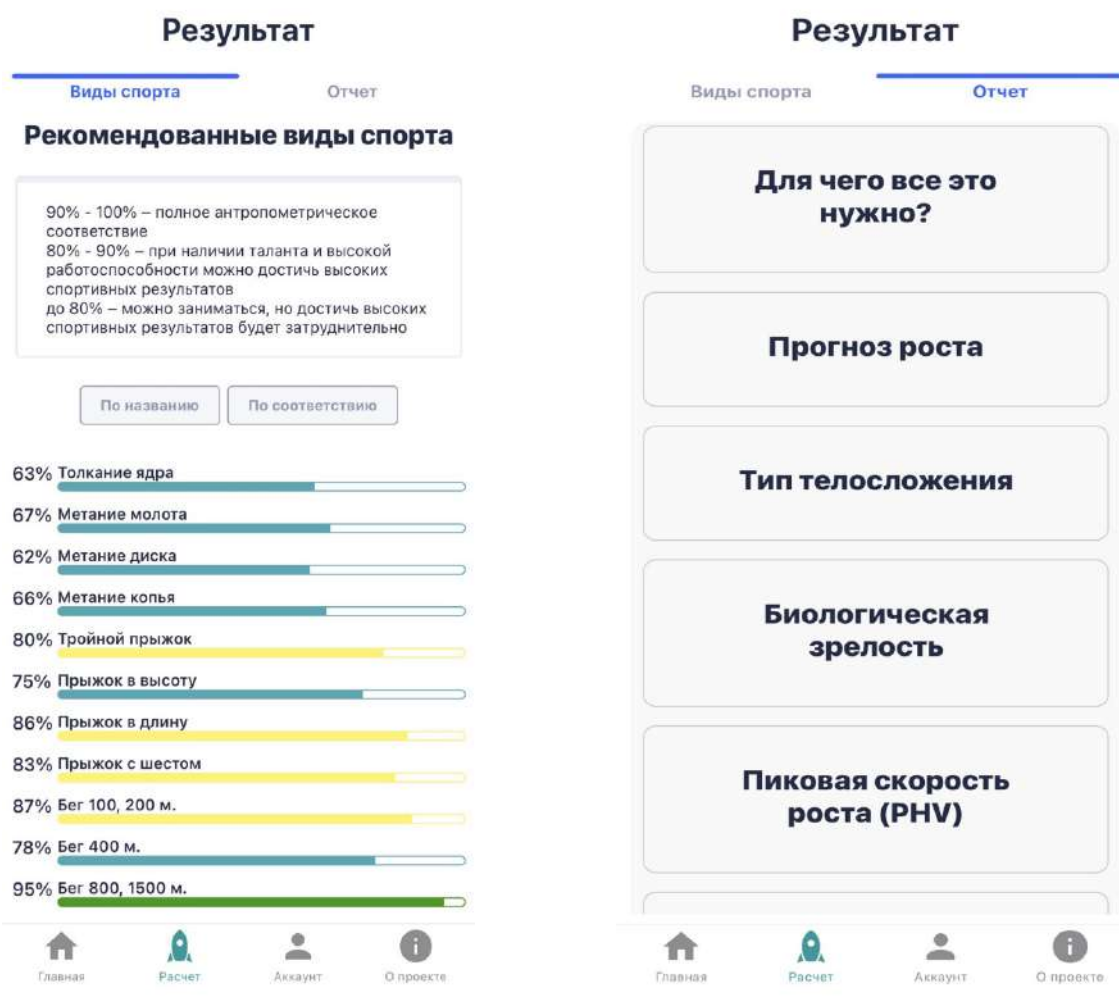 Результат
Виды спорта
Отчет
Рекомендованные виды спорта
90% - 100% – полное антропометрическое
соответствие
80% - 90% – при наличии таланта и высокой
работоспособности можно достичь высоких
спортивных результатов
до 80% – можно заниматься, но достичь высоких
спортивных результатов будет затруднительно
По названию
По соответствию
63% Толкание ядра
67% Метание молота
62% Метание диска
66% Метание копья
80% Тройной прыжок
75% Прыжок в высоту
86% Прыжок в длину
83% Прыжок с шестом
87% Бег 100, 200 м.
78% Бег 400 м.
95% Бег 800, 1500 м.
Главная
Расчет
Аккаунт
О проекте
Результат
Виды спорта
Отчет
Для чего все это
нужно?
Прогноз роста
Тип телосложения
Биологическая
зрелость
Пиковая скорость
роста (PHV)
Главная
Расчет
Аккаунт
О проекте